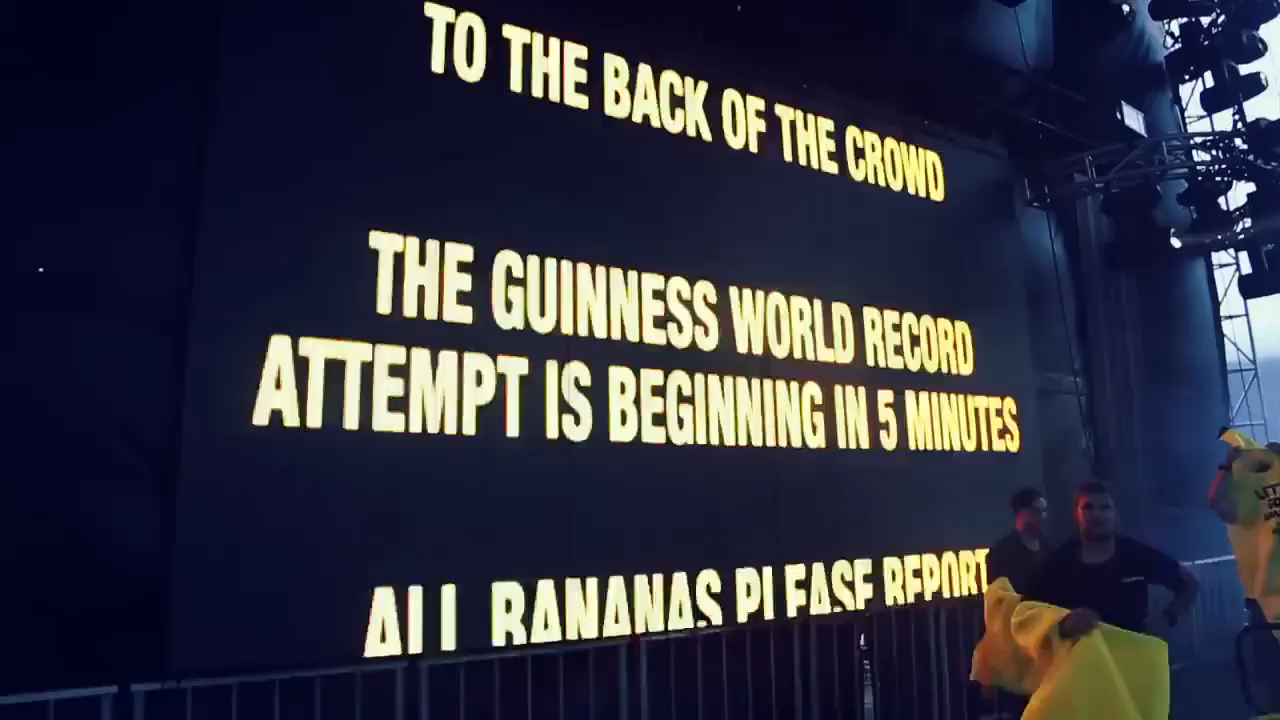 TO THE BACK OF THE CROWD
THE GUINNESS WORLD RECORD
ATTEMPT IS BEGINNING IN 5 MINUTES
ALL BANANAS PLEASE REPORT